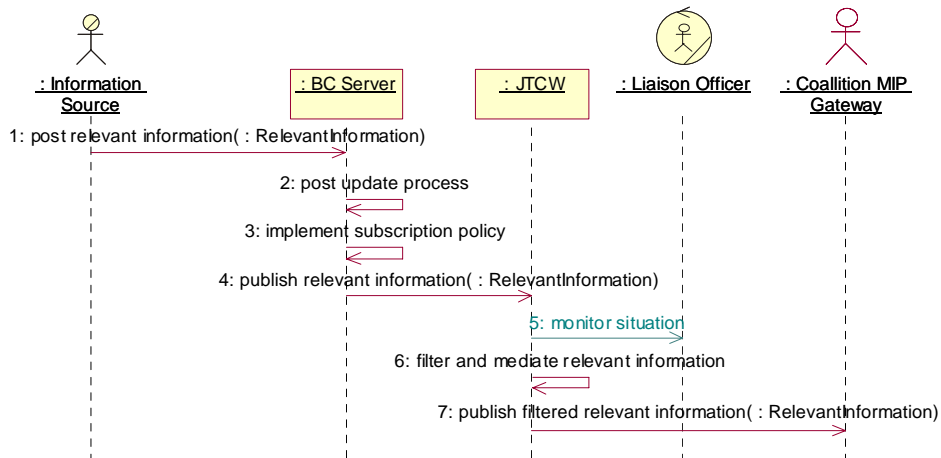 : Information
Source
: BC Server
: JTCW
: Liaison Officer
: Coallition MIP
Gateway
1: post relevant information( : RelevantInformation)
2: post update process
3: implement subscription policy
4: publish relevant information( : RelevantInformation)
5: monitor situation
6: filter and mediate relevant information
7: publish filtered relevant information( : RelevantInformation)